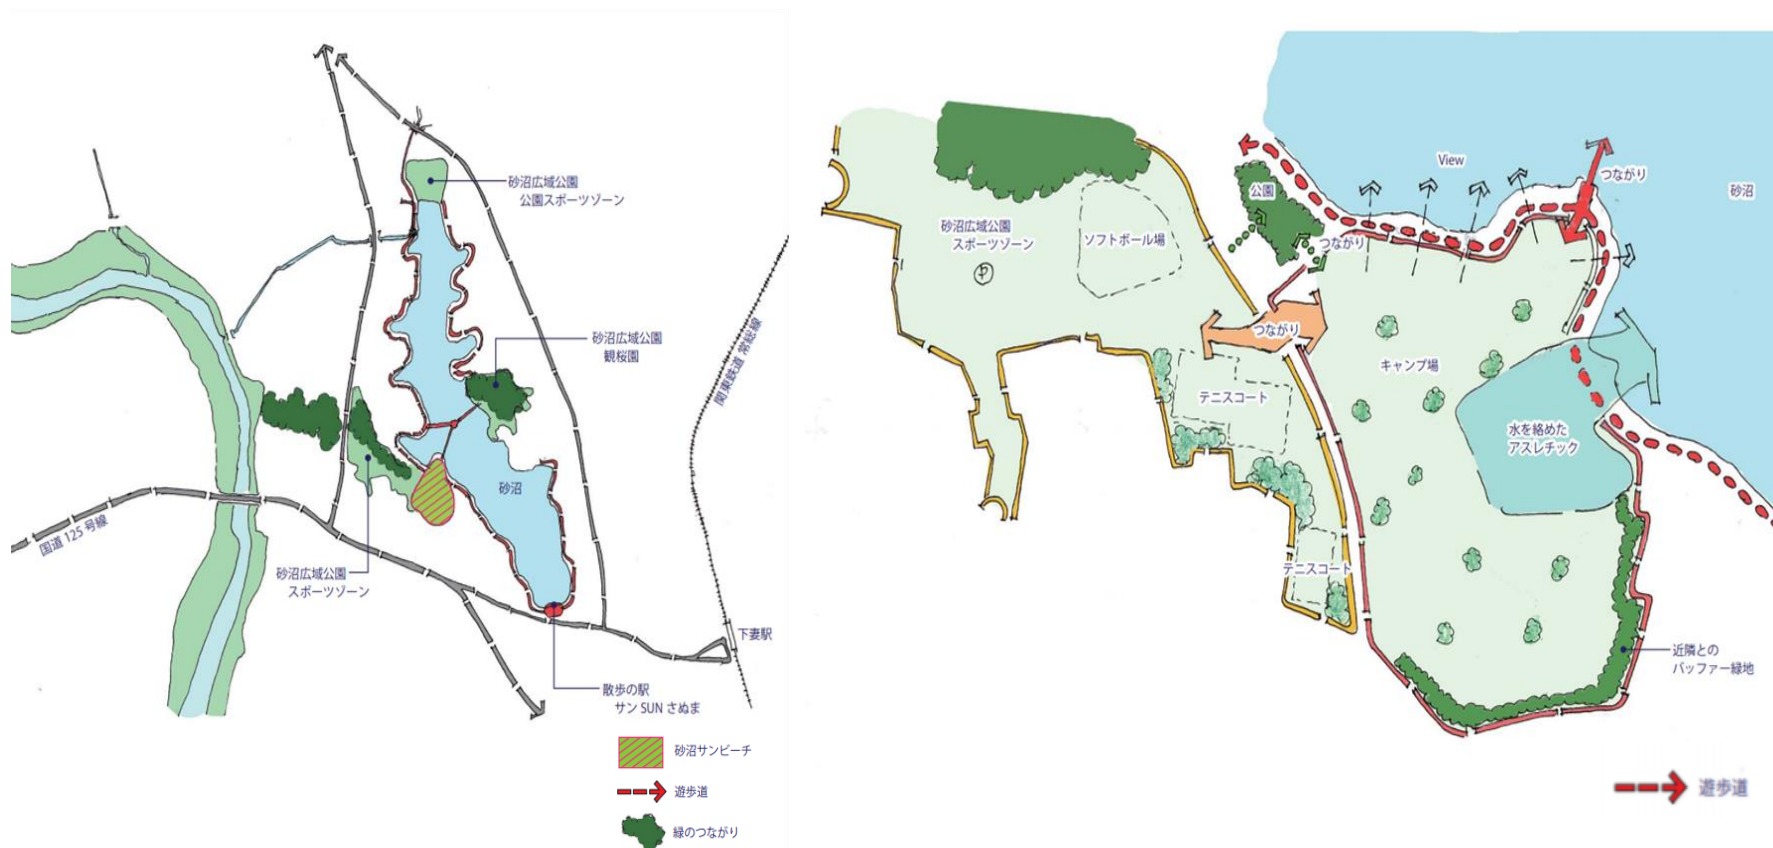 砂沼広域公園
公園スポーツゾーン
砂沼広域公園
観桜園
関東鉄道 常総線
砂沼
国道125号線
砂沼広域公園
スポーツゾーン
下妻駅
散歩の駅
サンSUNさぬま
砂沼サンビーチ
遊歩道
緑のつながり
View
つながり
砂沼
公園
つながり
砂沼広域公園
スポーツゾーン
ソフトボール場
P
つながり
キャンプ場
テニスコート
水を絡めた
アスレチック
テニスコート
近隣との
バッファー緑地
遊歩道